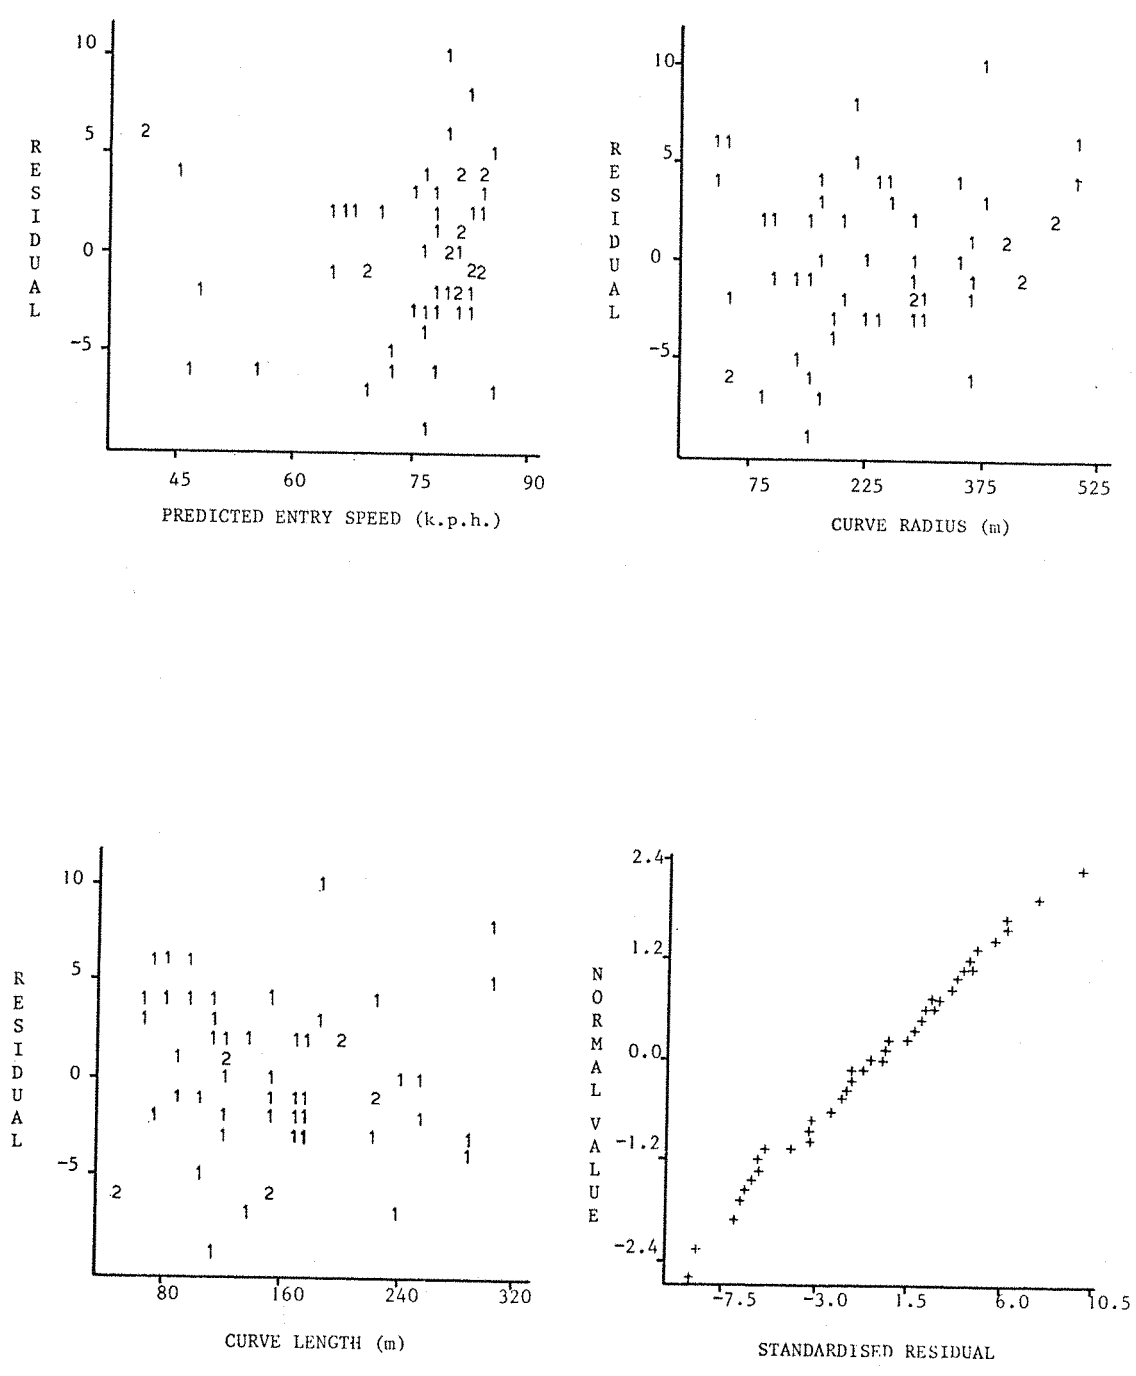 RESIDUAL
10
5
0
-5
45 60 75 90
PREDICTED ENTRY SPEED (k.p.h.)
RESIDUAL
10
5
0
-5
75 225 375 525
CURVE RADIUS (m)
RESIDUAL
10
5
0
-5
80 160 240 320
CURVE LENGTH (m)
NORMAL VALUE
2.4
1.2
0.0
-1.2
-2.4
-7.5 -3.0 1.5 6.0 10.5
STANDARDISED RESIDUAL